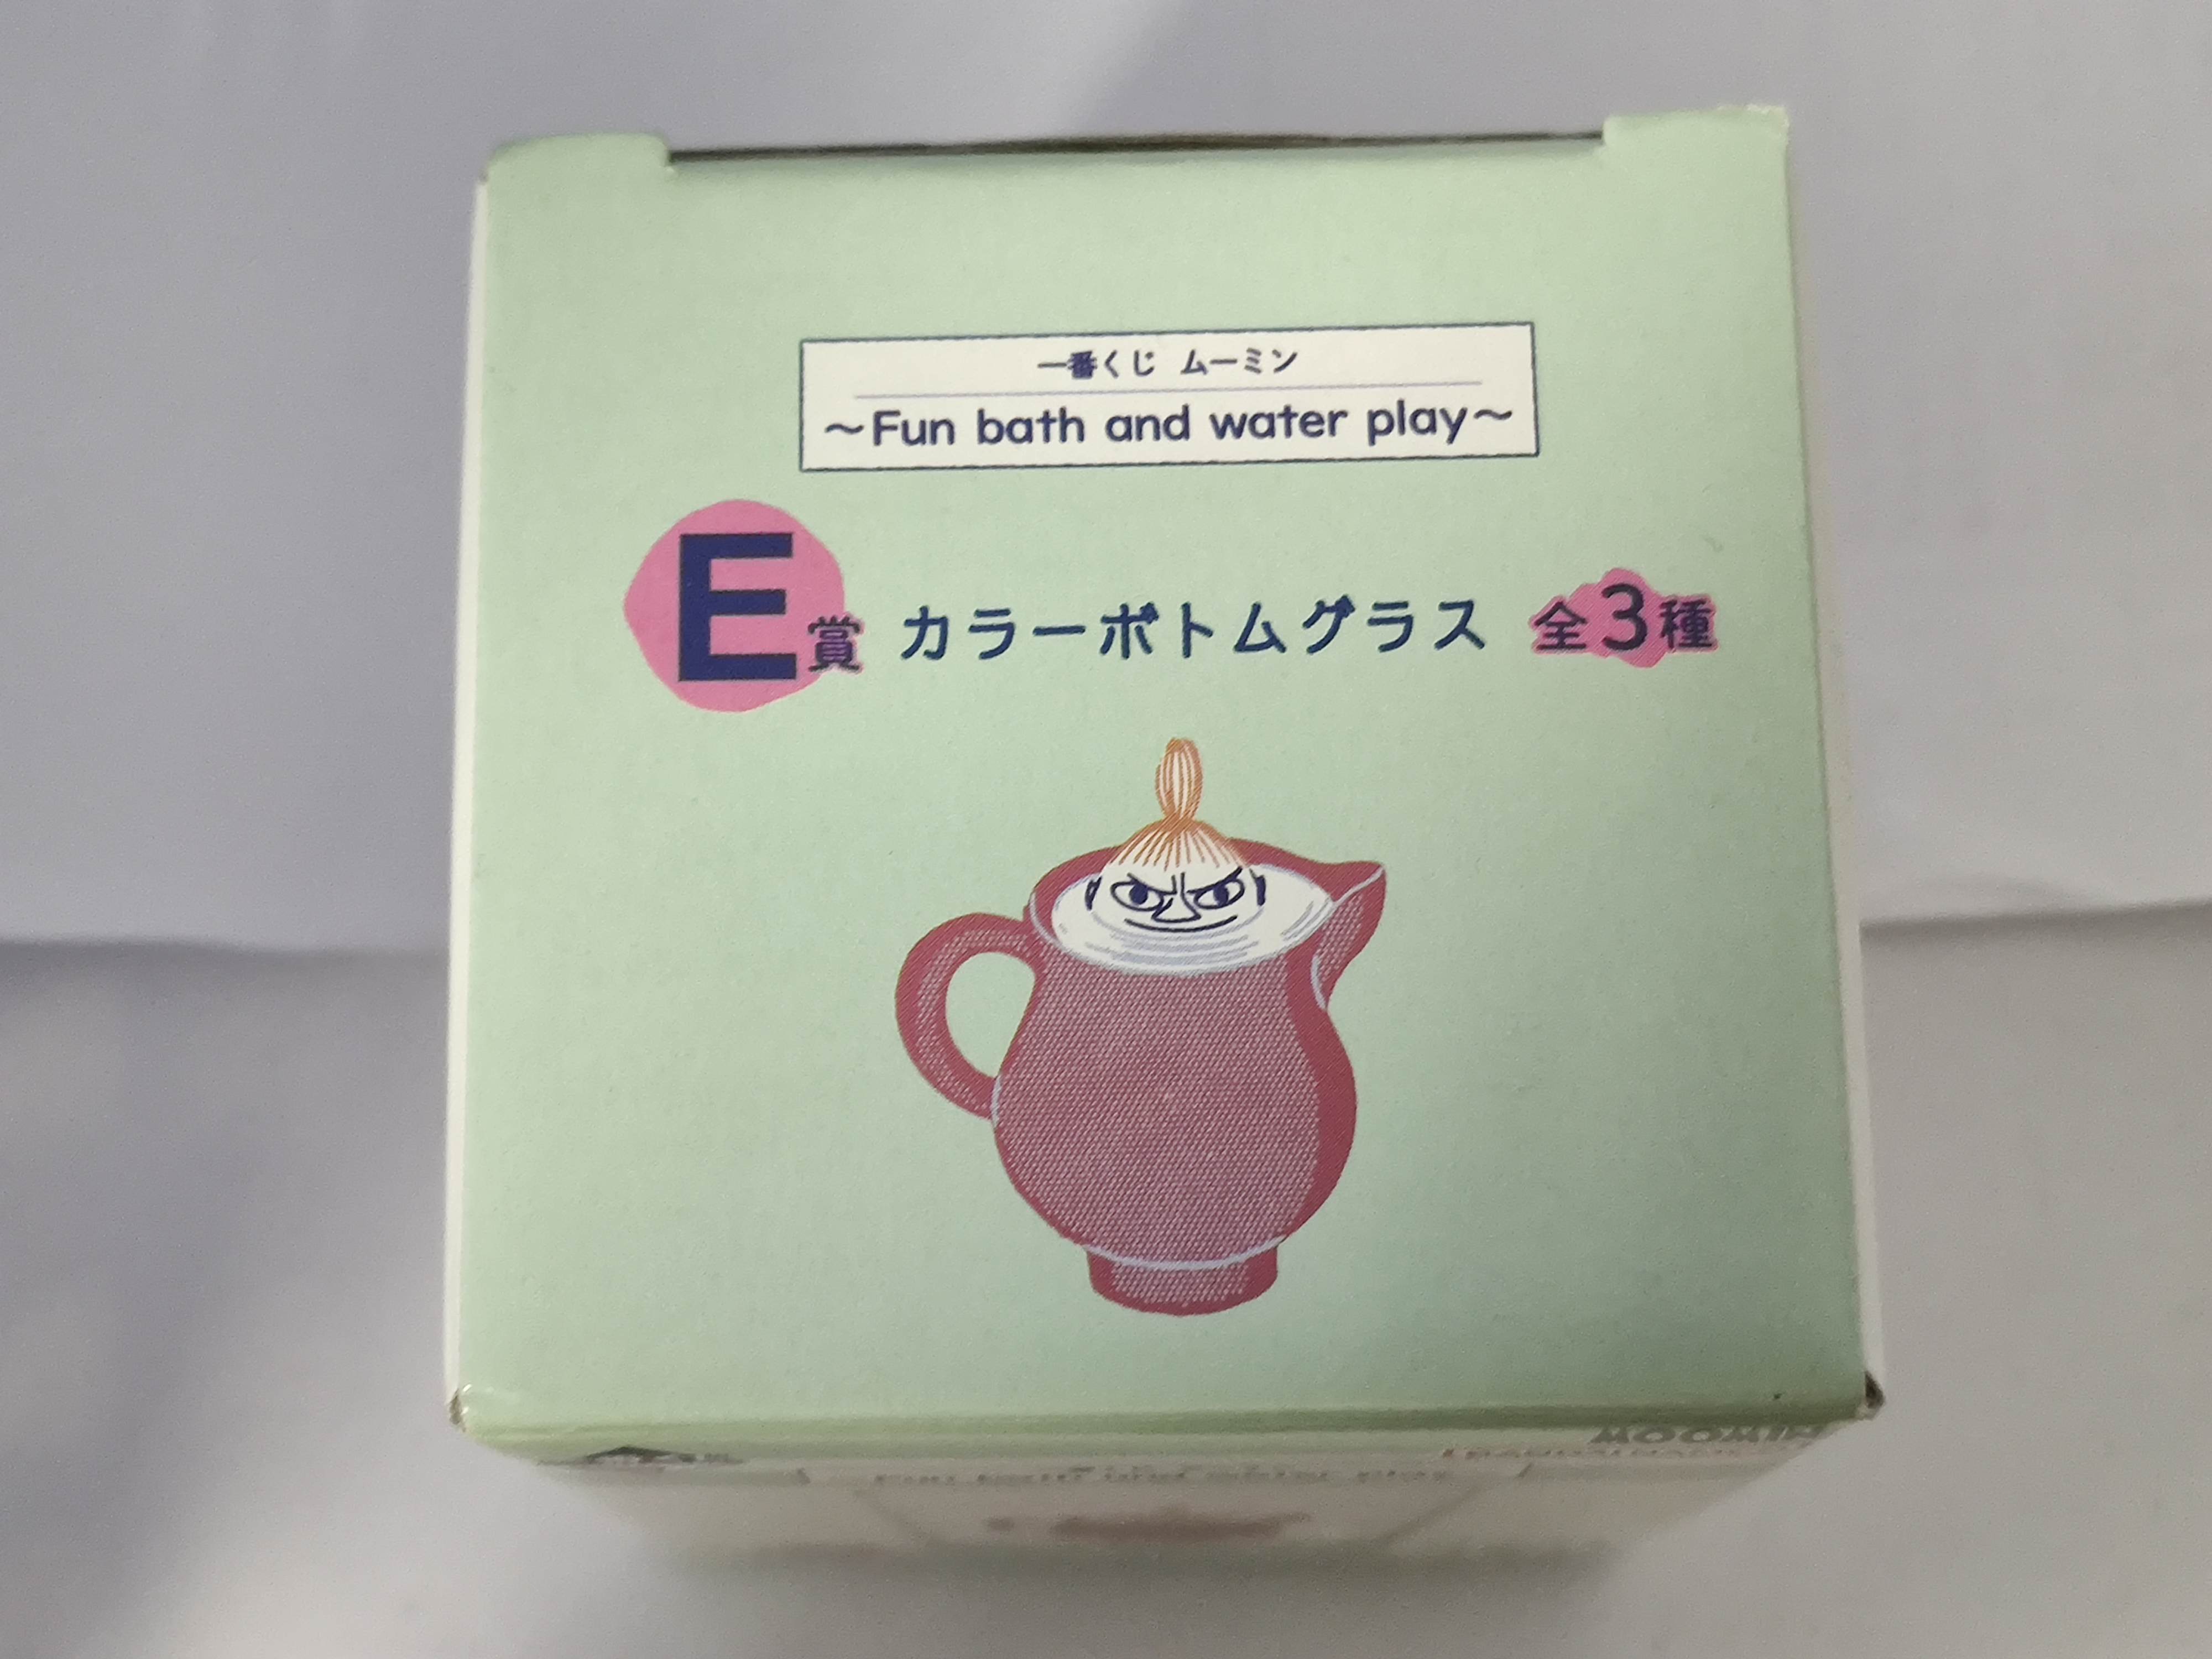 一番くじ ムーミン
～Fun bath and water play～
E賞 カラーボトムグラス 全3種
MOOMIN